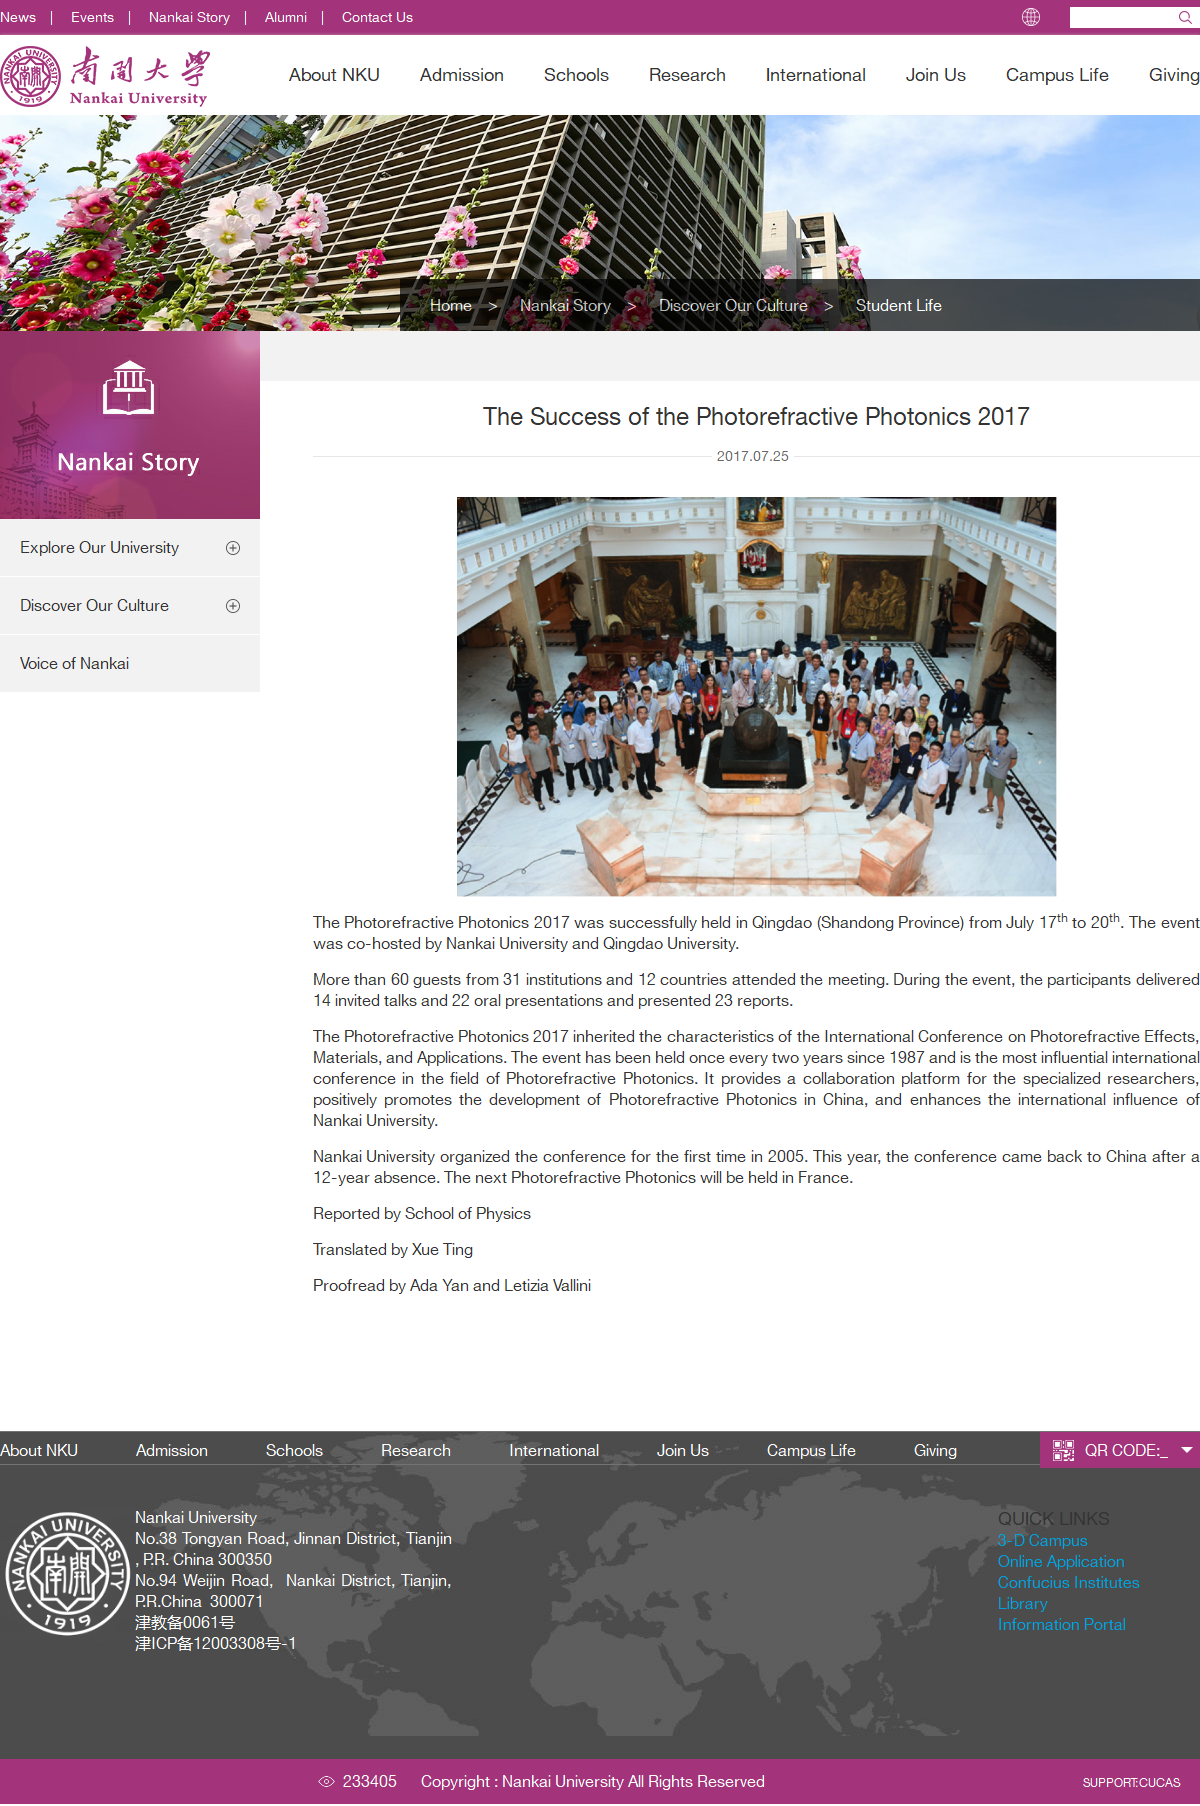 News | Events | Nankai Story | Alumni | Contact Us
NANKAI UNIVERSITY
1919
南開大學
Nankai University
About NKU Admission Schools Research International Join Us Campus Life Giving
Home > Nankai Story > Discover Our Culture > Student Life
Nankai Story
Explore Our University
Discover Our Culture
Voice of Nankai
The Success of the Photorefractive Photonics 2017
2017.07.25
The Photorefractive Photonics 2017 was successfully held in Qingdao (Shandong Province) from July 17th to 20th. The event
was co-hosted by Nankai University and Qingdao University.
More than 60 guests from 31 institutions and 12 countries attended the meeting. During the event, the participants delivered
14 invited talks and 22 oral presentations and presented 23 reports.
The Photorefractive Photonics 2017 inherited the characteristics of the International Conference on Photorefractive Effects,
Materials, and Applications. The event has been held once every two years since 1987 and is the most influential international
conference in the field of Photorefractive Photonics. It provides a collaboration platform for the specialized researchers,
positively promotes the development of Photorefractive Photonics in China, and enhances the international influence of
Nankai University.
Nankai University organized the conference for the first time in 2005. This year, the conference came back to China after a
12-year absence. The next Photorefractive Photonics will be held in France.
Reported by School of Physics
Translated by Xue Ting
Proofread by Ada Yan and Letizia Vallini
About NKU Admission Schools Research International Join Us Campus Life Giving QR CODE:_
NANKAI UNIVERSITY
南開
1919
Nankai University
No.38 Tongyan Road, Jinnan District, Tianjin
, P.R. China 300350
No.94 Weijin Road, Nankai District, Tianjin,
P.R.China 300071
津教备0061号
津ICP备12003308号-1
QUICK LINKS
3-D Campus
Online Application
Confucius Institutes
Library
Information Portal
233405 Copyright : Nankai University All Rights Reserved SUPPORT:CUCAS